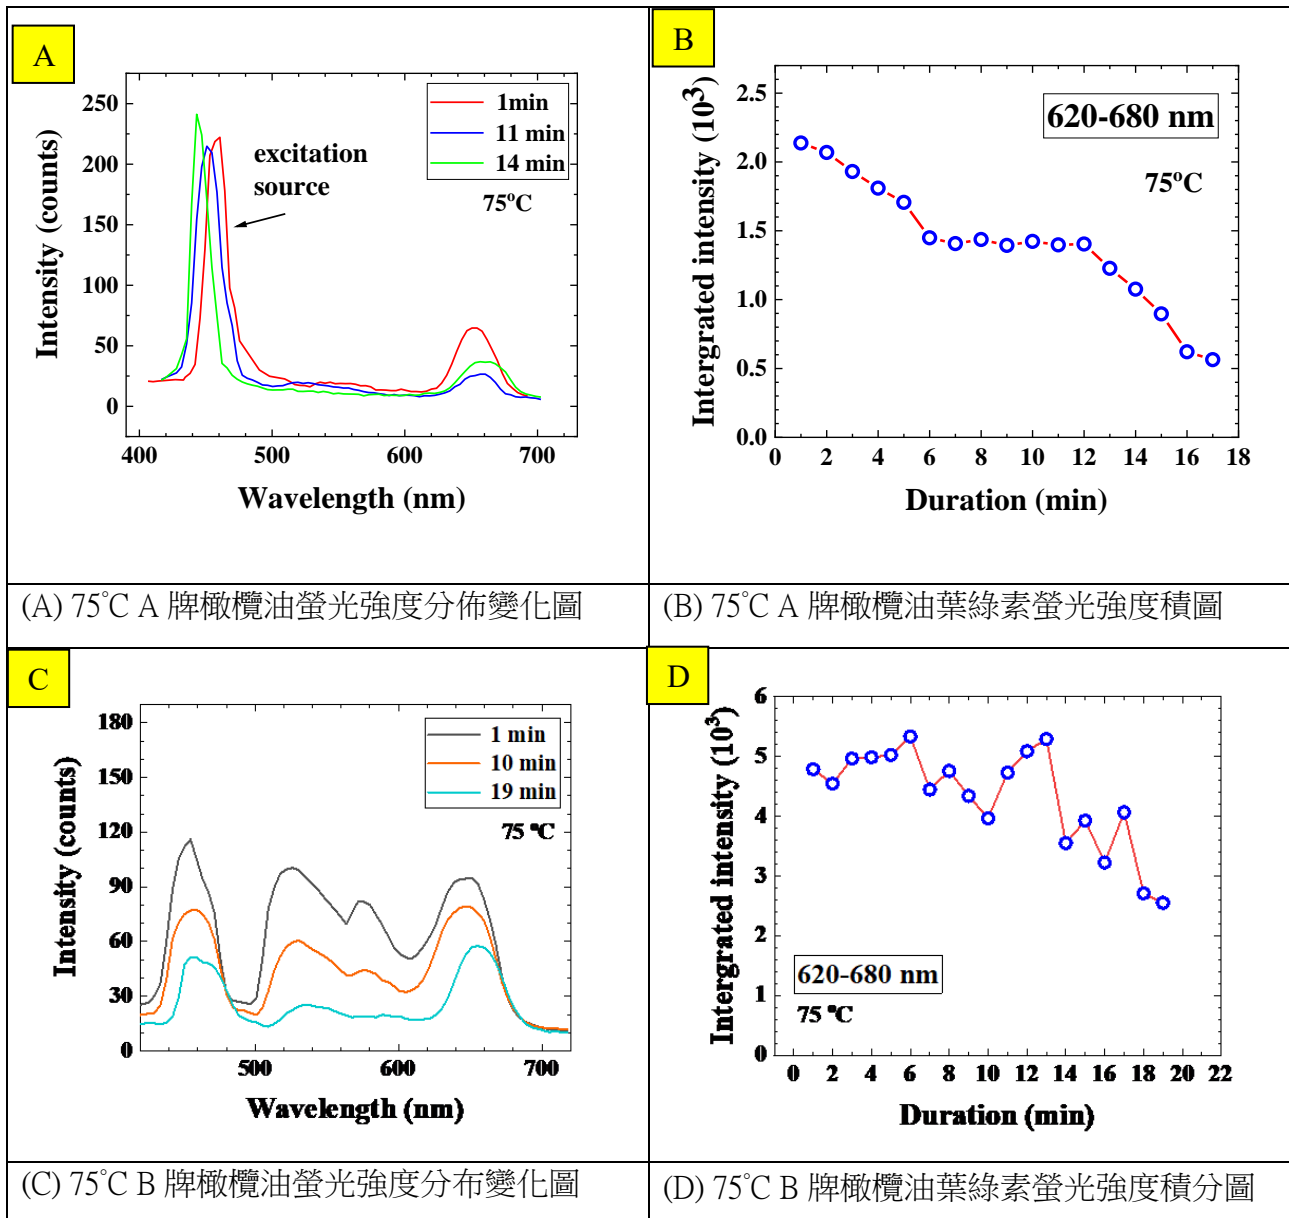 A
250
200
150
100
50
0
400
500
600
700
Intensity (counts)
Wavelength (nm)
1min
11 min
14 min
75°C
excitation
source
B
2.5
2.0
1.5
1.0
0.5
0.0
0
2
4
6
8
10
12
14
16
18
Intergrated intensity (10³)
Duration (min)
620-680 nm
75°C
(A) 75°C A 牌橄欖油螢光強度分佈變化圖
(B) 75°C A 牌橄欖油葉綠素螢光強度積圖
C
180
150
120
90
60
30
0
500
600
700
Intensity (counts)
Wavelength (nm)
1 min
10 min
19 min
75 °C
D
6
5
4
3
2
1
0
0
2
4
6
8
10
12
14
16
18
20
22
Intergrated intensity (10³)
Duration (min)
620-680 nm
75 °C
(C) 75°C B 牌橄欖油螢光強度分布變化圖
(D) 75°C B 牌橄欖油葉綠素螢光強度積分圖